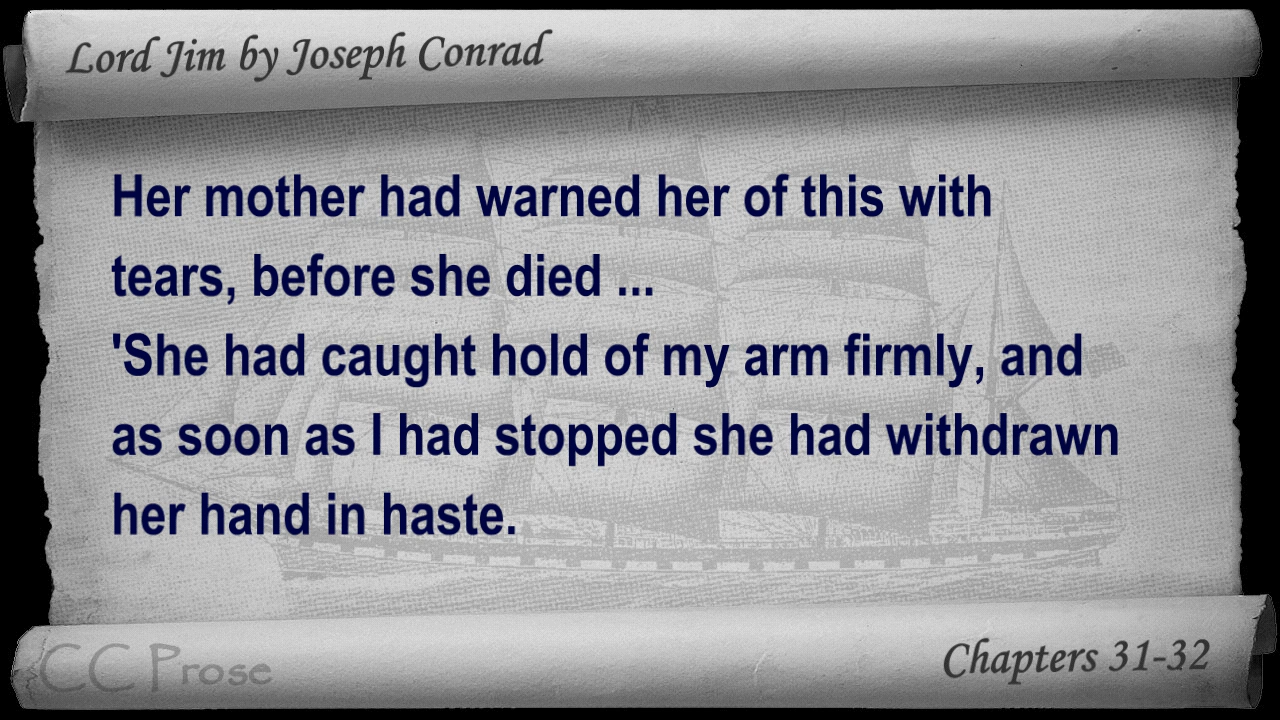 Lord Jim by Joseph Conrad
Her mother had warned her of this with
tears, before she died ...
'She had caught hold of my arm firmly, and
as soon as I had stopped she had withdrawn
her hand in haste.
CC Prose
Chapters 31-32